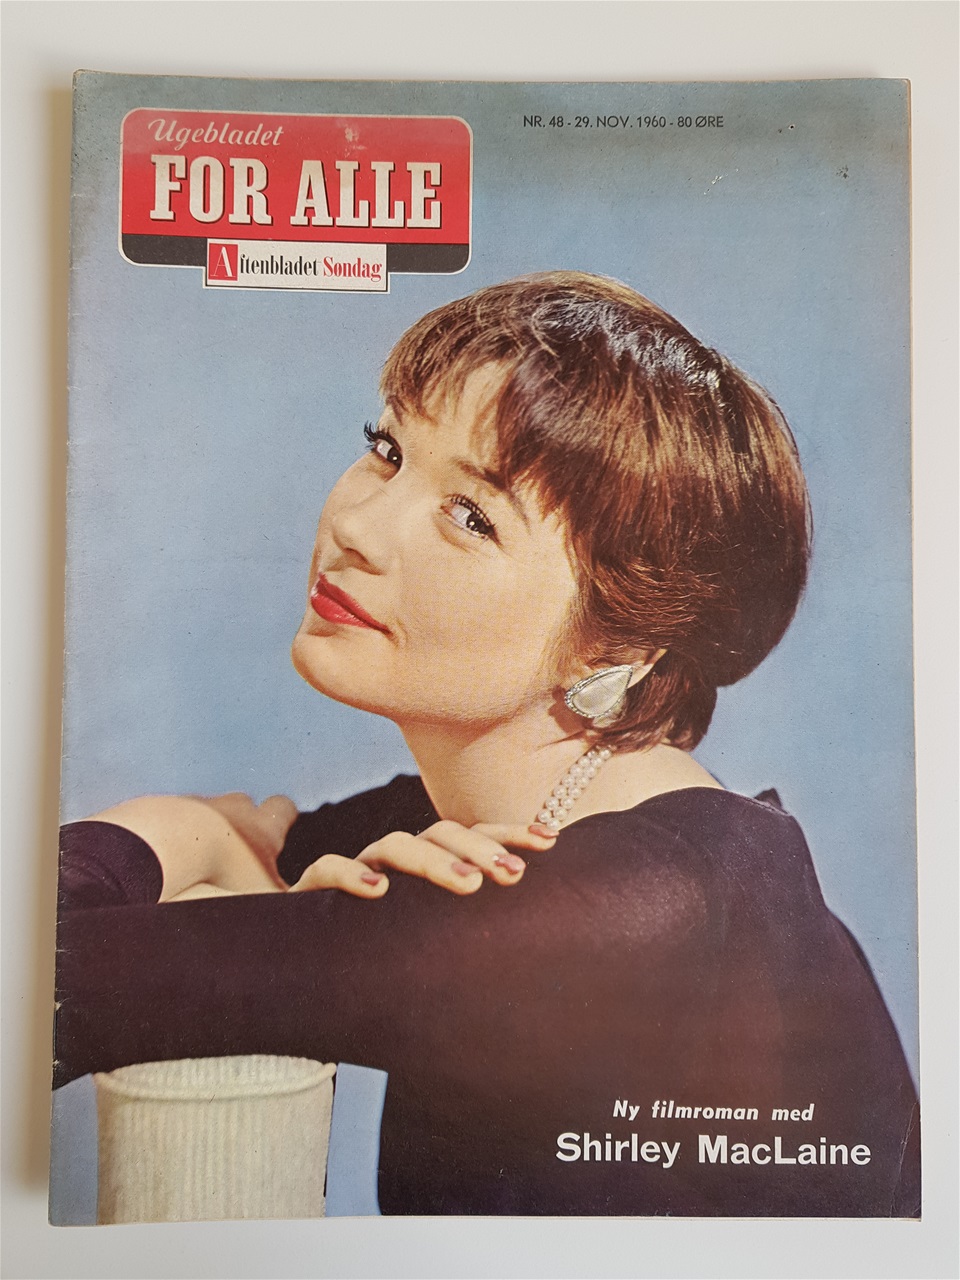 Ugebladet
FOR ALLE
Aftenbladet Søndag
NR. 48 - 29. NOV. 1960 - 80 ØRE
Ny filmroman med
Shirley MacLaine